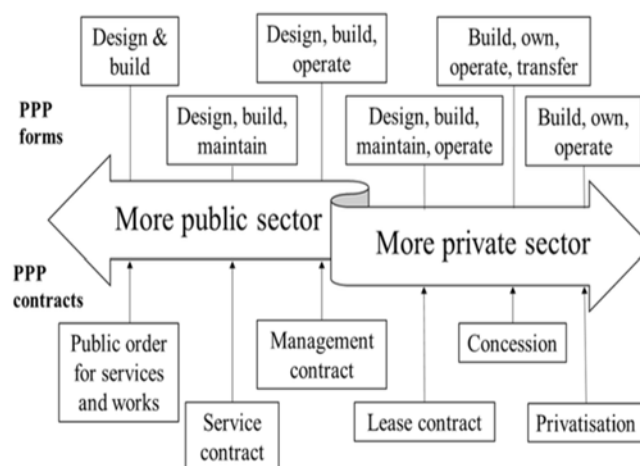 Design &
build
Design, build,
operate
Build, own,
operate, transfer
PPP
forms
Design, build,
maintain
Design, build,
maintain, operate
Build, own,
operate
More public sector
More private sector
PPP
contracts
Public order
for services
and works
Management
contract
Concession
Service
contract
Lease contract
Privatisation